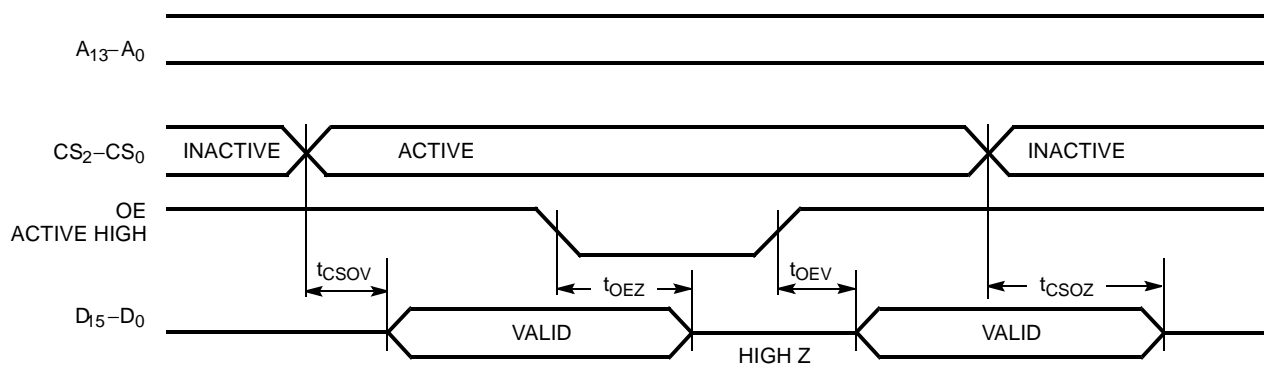 A13–A0
CS2–CS0 INACTIVE ACTIVE INACTIVE
OE
ACTIVE HIGH
tCSOV tOEZ tOEV tCSOZ
D15–D0 VALID HIGH Z VALID